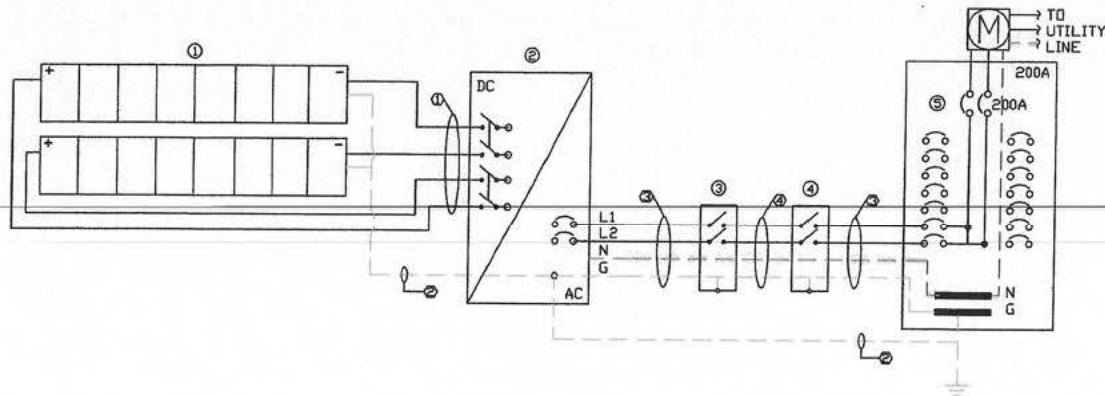 M
TO
UTILITY
LINE
200A
⑤
200A
①
+
-
+
-
①
②
DC
L1
L2
N
G
AC
③
③
④
④
③
②
②
N
G